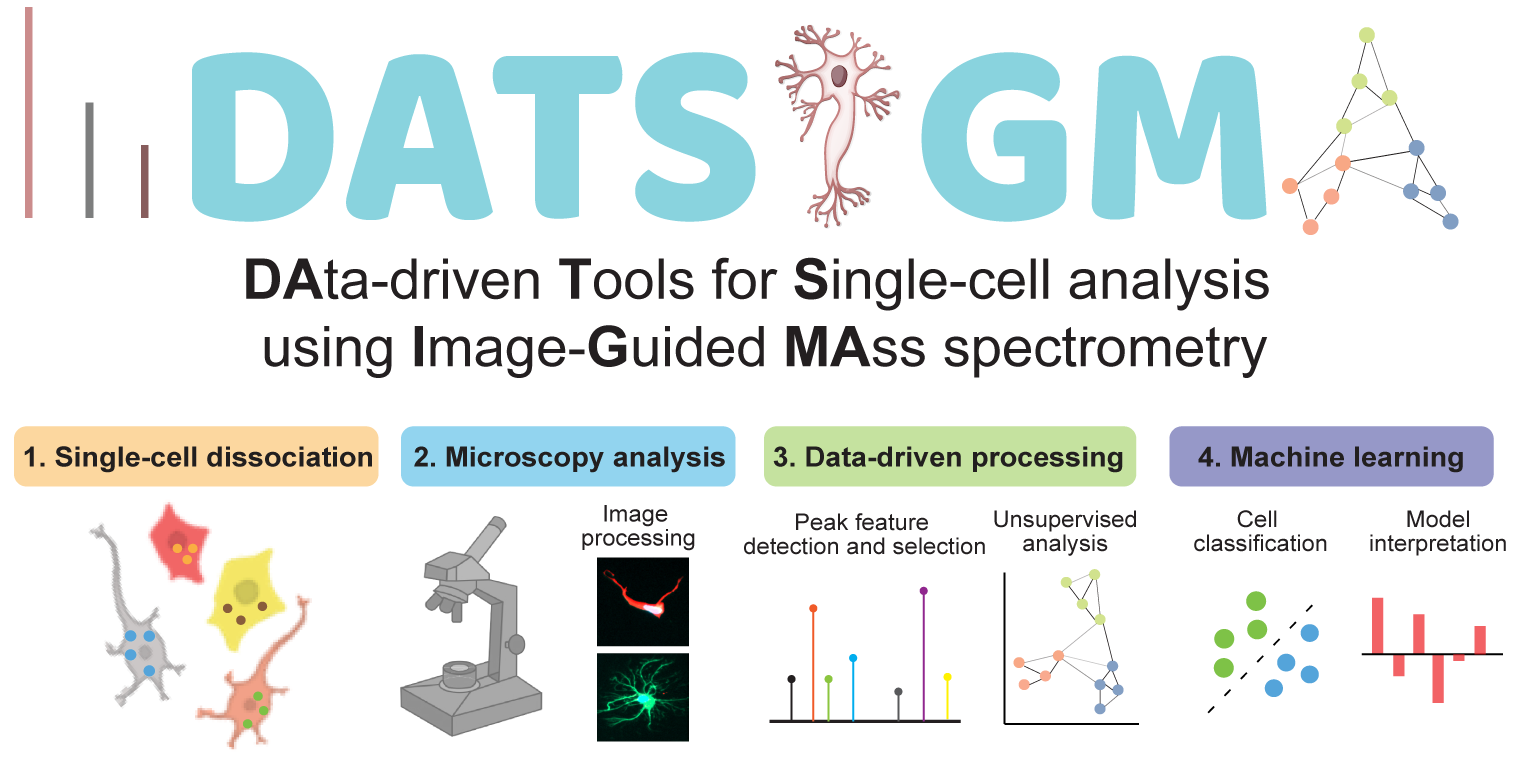 DATSGM
DAta-driven Tools for Single-cell analysis
using Image-Guided MAss spectrometry
1. Single-cell dissociation
2. Microscopy analysis
3. Data-driven processing
4. Machine learning
Image
processing
Peak feature
detection and selection
Unsupervised
analysis
Cell
classification
Model
interpretation